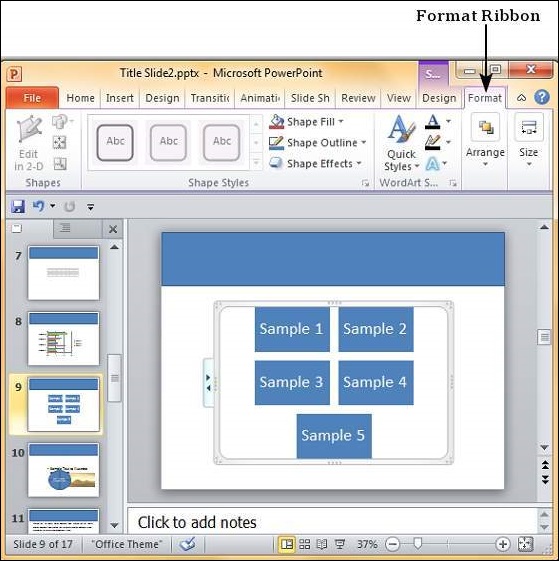 Format Ribbon
Title Slide2.pptx - Microsoft PowerPoint
S...
File Home Insert Design Transiti Animati Slide Sh Review View Design Format
Abc Abc Abc
Shape Fill
Shape Outline
Shape Effects
Edit
in 2-D
Quick
Styles
Arrange
Size
Shapes
Shape Styles
WordArt S...
7
8
9
10
11
Sample 1 Sample 2
Sample 3 Sample 4
Sample 5
Click to add notes
Slide 9 of 17 "Office Theme" 37%